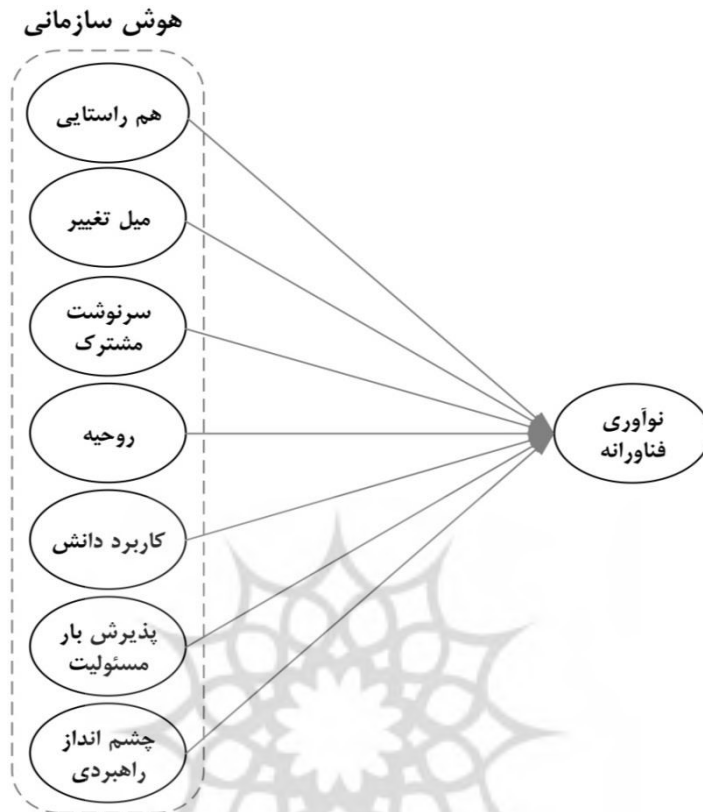 هوش سازمانی
هم راستایی
میل تغییر
سرنوشت
مشترک
روحیه
نوآوری
فناورانه
کاربرد دانش
پذیرش بار
مسئولیت
چشم انداز
راهبردی